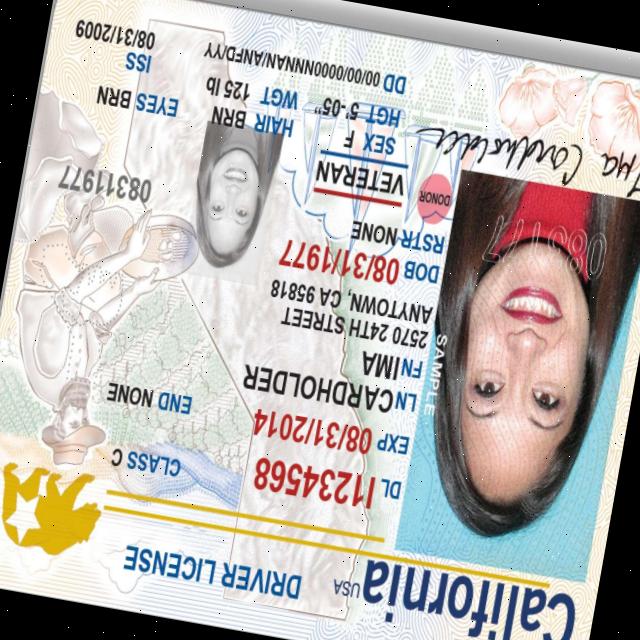 California USA DRIVER LICENSE
DL I1234568 CLASS C
EXP 08/31/2014 END NONE
LN CARDHOLDER
FN IMA
2570 24TH STREET
ANYTOWN, CA 95818
DOB 08/31/1977
RSTR NONE 08311977
DONOR
VETERAN
SEX F HAIR BRN EYES BRN
HGT 5'-05" WGT 125 lb ISS
DD 00/00/0000NNNAN/ANFD/YY 08/31/2009
SAMPLE
Cardholder